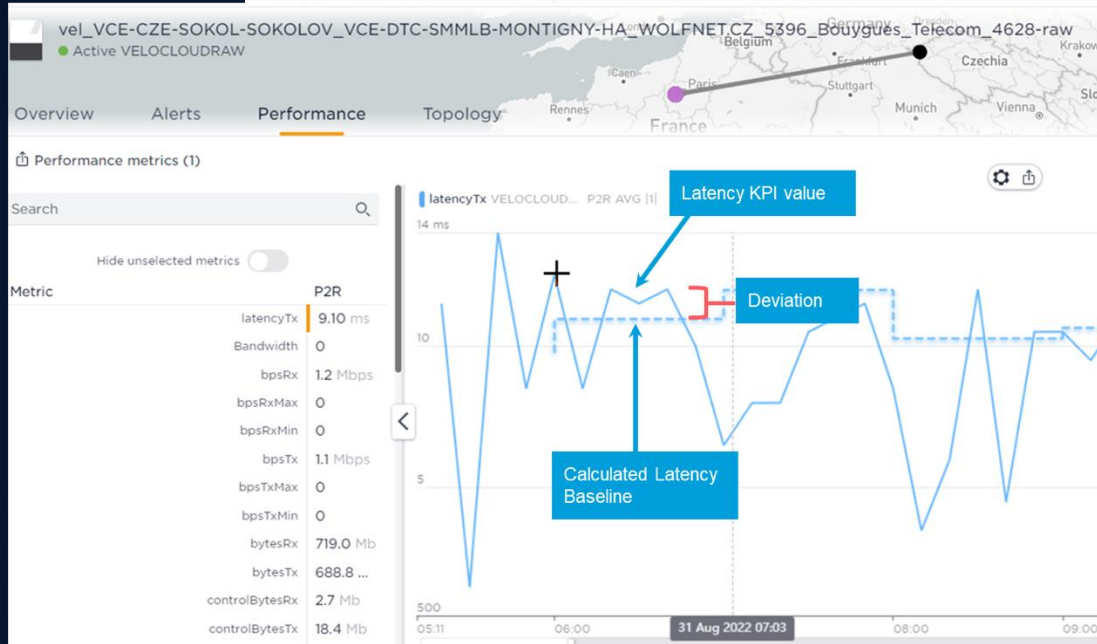 vel_VCE-CZE-SOKOL-SOKOLOV_VCE-DTC-SMMLB-MONTIGNY-HA_WOLFNET.CZ_5396_Bouygues_Telecom_4628-raw
Active VELOCLOUDRAW
Belgium
Germany
Dresden
Frankfurt
Krakow
Czechia
Caen
Paris
Stuttgart
Slo
Rennes
Munich
Vienna
France
Overview
Alerts
Performance
Topology
Performance metrics (1)
Search
Hide unselected metrics
Metric P2R
latencyTx 9.10 ms
Bandwidth 0
bpsRx 1.2 Mbps
bpsRxMax 0
bpsRxMin 0
bpsTx 1.1 Mbps
bpsTxMax 0
bpsTxMin 0
bytesRx 719.0 Mb
bytesTx 688.8 ...
controlBytesRx 2.7 Mb
controlBytesTx 18.4 Mb
latencyTx VELOCLOUD... P2R AVG |1|
Latency KPI value
14 ms
Deviation
10
Calculated Latency
Baseline
5
500
05:11
06:00
31 Aug 2022 07:03
08:00
09:00